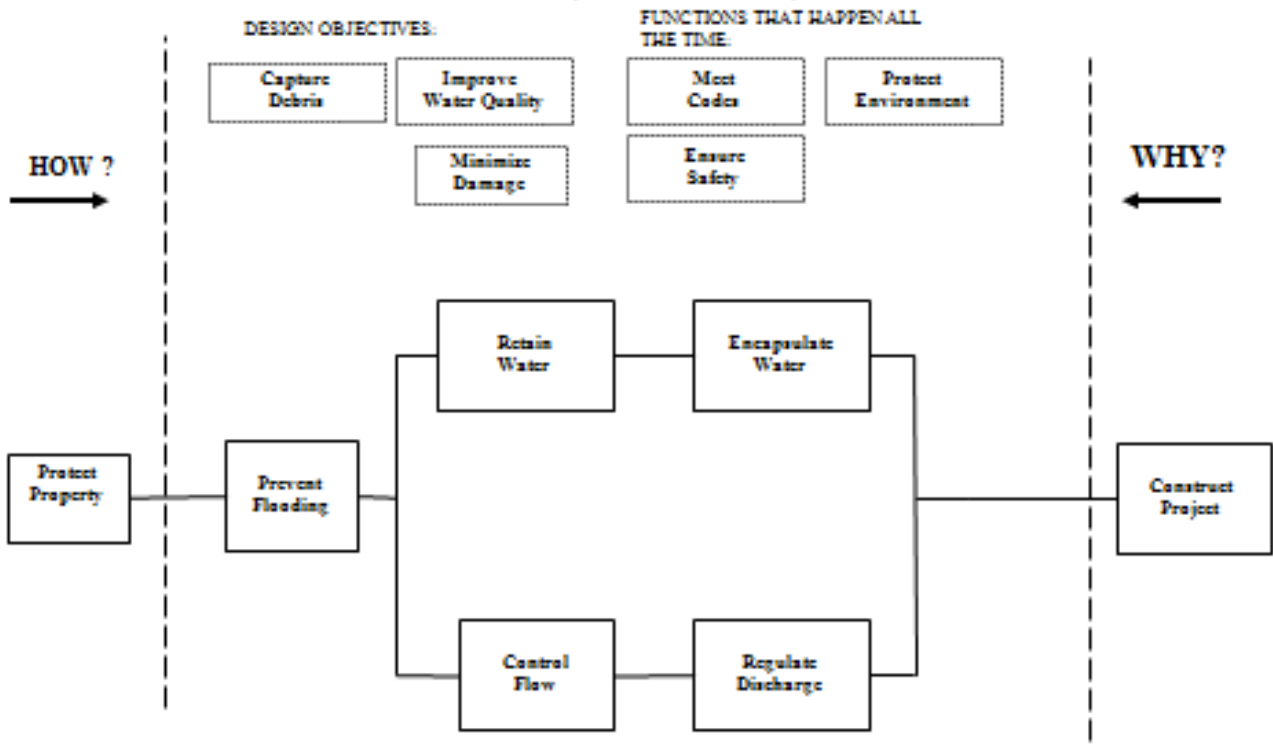 DESIGN OBJECTIVES:
FUNCTIONS THAT HAPPEN ALL
THE TIME:
Capture
Debris
Improve
Water Quality
Meet
Codes
Protect
Environment
Minimize
Damage
Ensure
Safety
HOW ?
WHY?
Retain
Water
Encapsulate
Water
Protect
Property
Prevent
Flooding
Construct
Project
Control
Flow
Regulate
Discharge